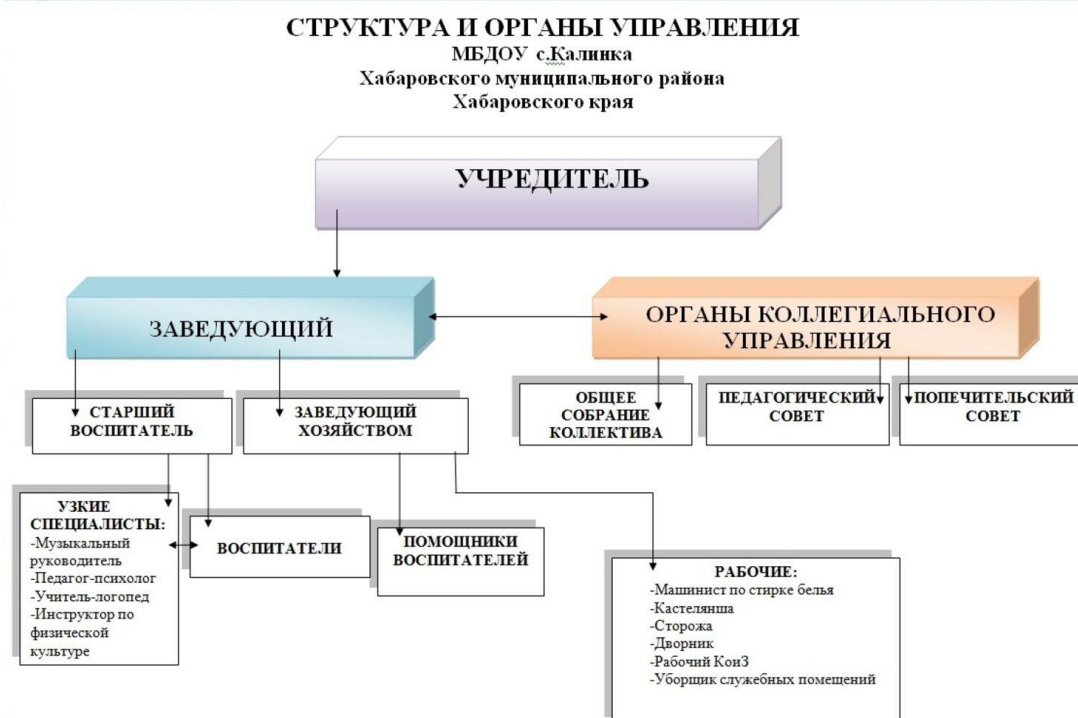 СТРУКТУРА И ОРГАНЫ УПРАВЛЕНИЯ
МБДОУ с.Калинка
Хабаровского муниципального района
Хабаровского края
УЧРЕДИТЕЛЬ
ЗАВЕДУЮЩИЙ
ОРГАНЫ КОЛЛЕГИАЛЬНОГО
УПРАВЛЕНИЯ
СТАРШИЙ
ВОСПИТАТЕЛЬ
ЗАВЕДУЮЩИЙ
ХОЗЯЙСТВОМ
ОБЩЕЕ
СОБРАНИЕ
КОЛЛЕКТИВА
ПЕДАГОГИЧЕСКИЙ
СОВЕТ
ПОПЕЧИТЕЛЬСКИЙ
СОВЕТ
УЗКИЕ
СПЕЦИАЛИСТЫ:
-Музыкальный
руководитель
-Педагог-психолог
-Учитель-логопед
-Инструктор по
физической
культуре
ВОСПИТАТЕЛИ
ПОМОЩНИКИ
ВОСПИТАТЕЛЕЙ
РАБОЧИЕ:
-Машинист по стирке белья
-Кастелянша
-Сторожа
-Дворник
-Рабочий КоиЗ
-Уборщик служебных помещений